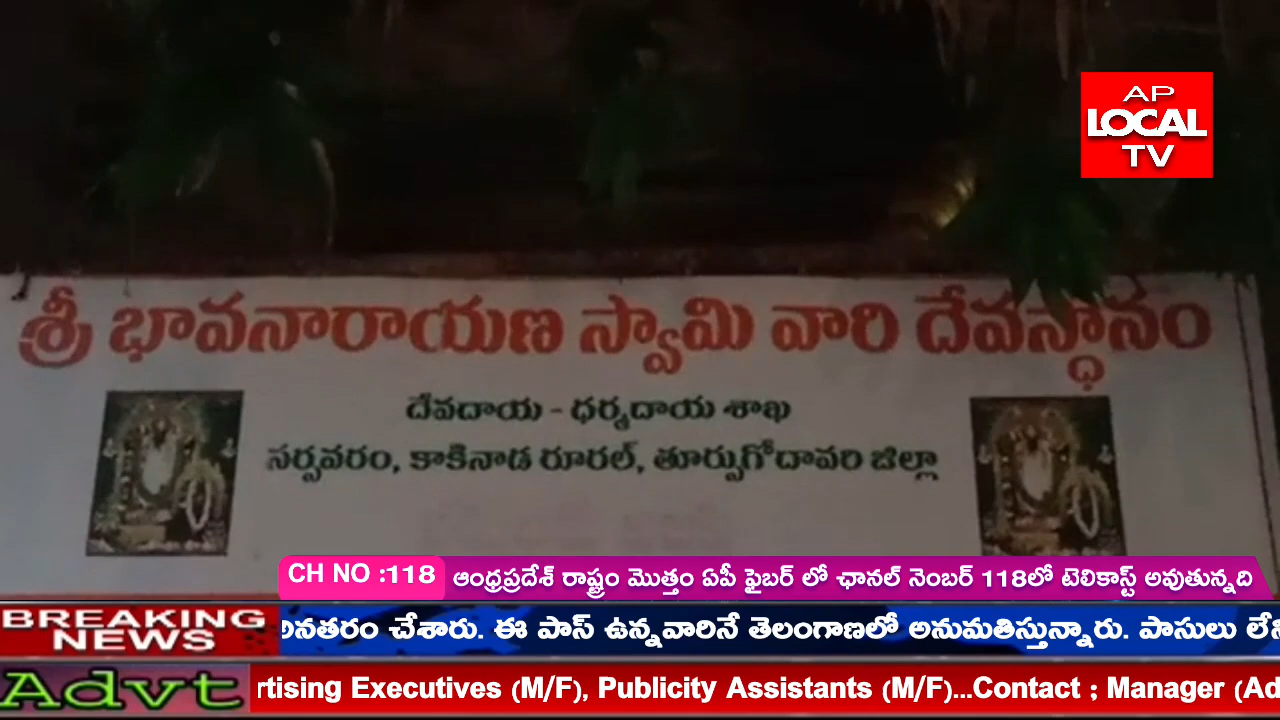 AP
LOCAL
TV
శ్రీ భావనారాయణ స్వామి వారి దేవస్థానం
దేవదాయ - ధర్మదాయ శాఖ
సర్పవరం, కాకినాడ రూరల్, తూర్పుగోదావరి జిల్లా
CH NO :118 ఆంధ్రప్రదేశ్ రాష్ట్రం మొత్తం ఏపీ ఫైబర్ లో ఛానల్ నెంబర్ 118లో టెలికాస్ట్ అవుతున్నది
BREAKING
NEWS
చేశారు. ఈ పాస్ ఉన్నవారినే తెలంగాణలో అనుమతిస్తున్నారు. పాసులు
Advt
rtising Executives (M/F), Publicity Assistants (M/F)...Contact ; Manager (Ad